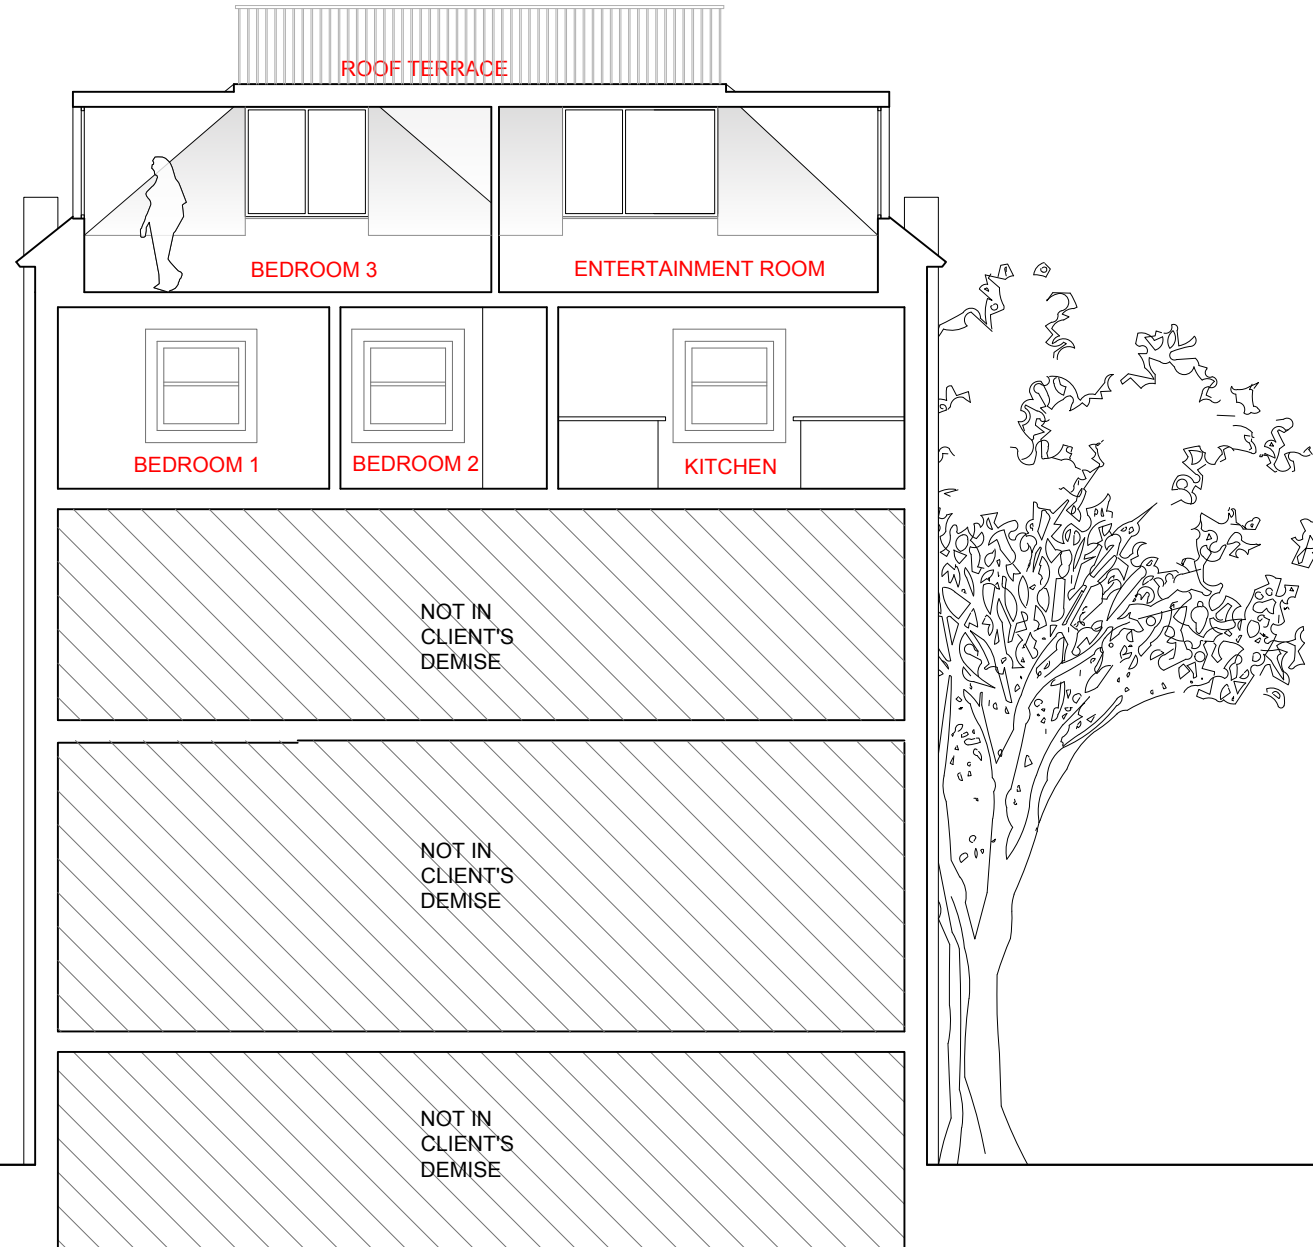 ROOF TERRACE
BEDROOM 3
ENTERTAINMENT ROOM
BEDROOM 1
BEDROOM 2
KITCHEN
NOT IN
CLIENT'S
DEMISE
NOT IN
CLIENT'S
DEMISE
NOT IN
CLIENT'S
DEMISE